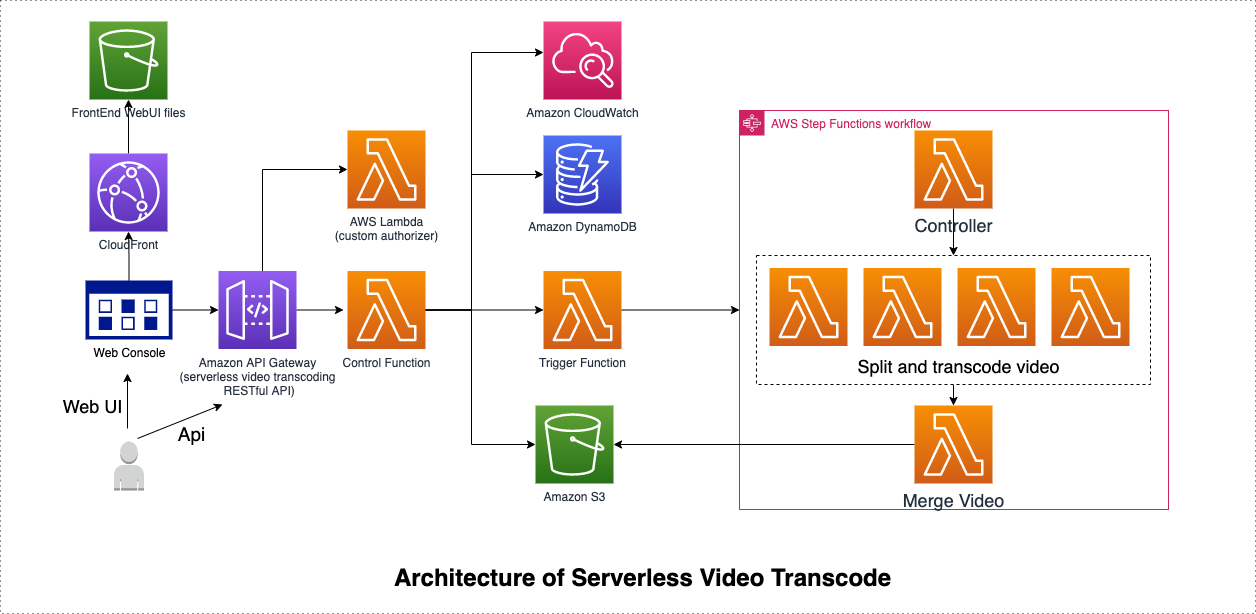 FrontEnd WebUI files
CloudFront
Web Console
Web UI
Api
Amazon API Gateway
(serverless video transcoding
RESTful API)
AWS Lambda
(custom authorizer)
Control Function
Amazon CloudWatch
Amazon DynamoDB
Trigger Function
Amazon S3
AWS Step Functions workflow
Controller
Split and transcode video
Merge Video
Architecture of Serverless Video Transcode